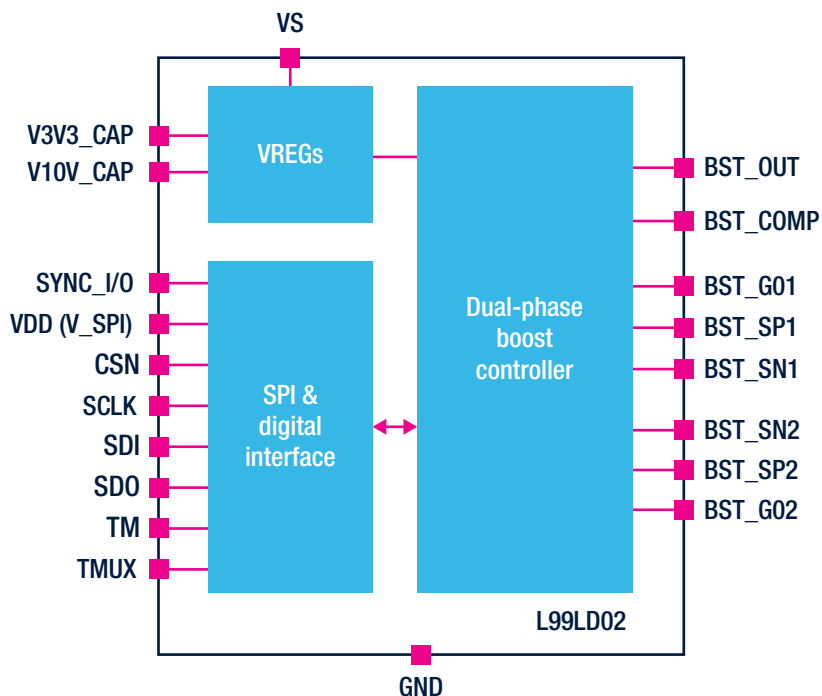 VS
V3V3_CAP
V10V_CAP
VREGs
SYNC_I/O
VDD (V_SPI)
CSN
SCLK
SDI
SDO
TM
TMUX
SPI &
digital
interface
Dual-phase
boost
controller
BST_OUT
BST_COMP
BST_G01
BST_SP1
BST_SN1
BST_SN2
BST_SP2
BST_G02
L99LD02
GND